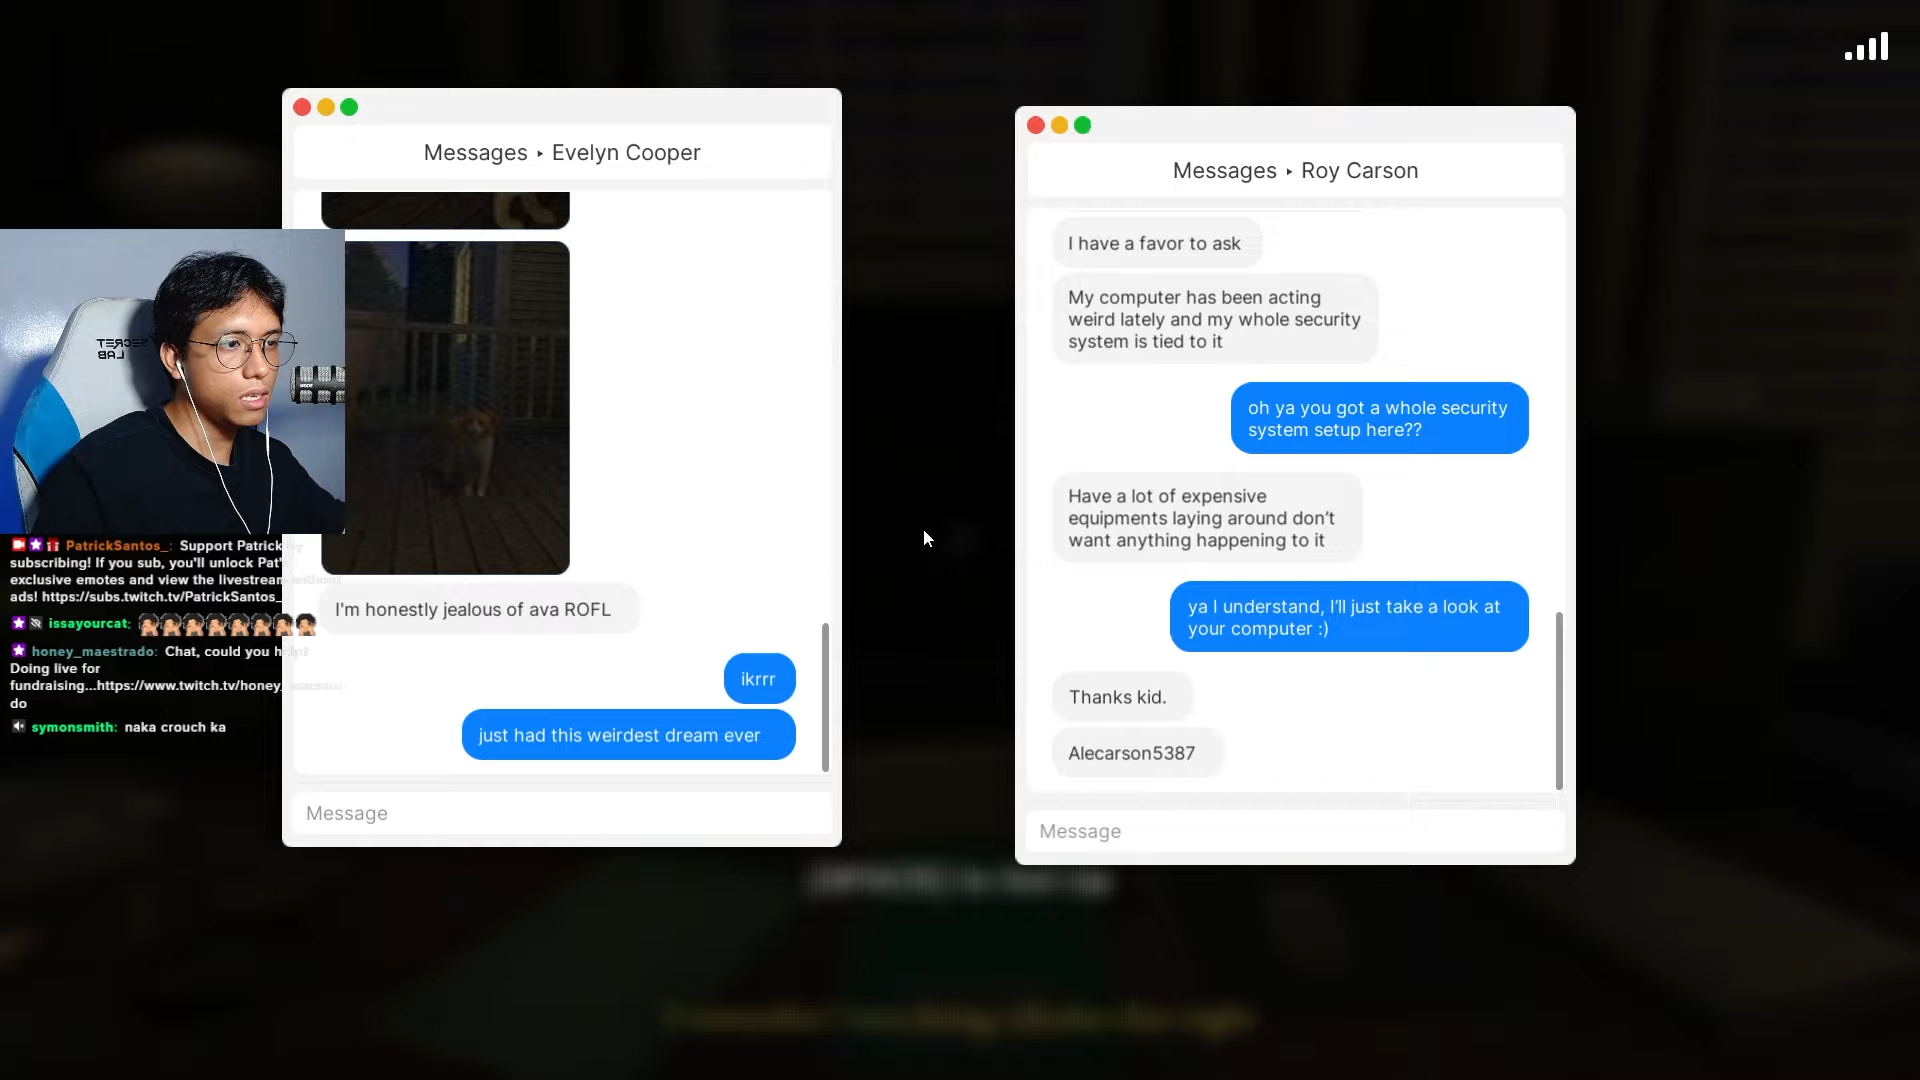 Messages ‣ Evelyn Cooper
I'm honestly jealous of ava ROFL
ikrrr
just had this weirdest dream ever
Message
Messages ‣ Roy Carson
I have a favor to ask
My computer has been acting
weird lately and my whole security
system is tied to it
oh ya you got a whole security
system setup here??
Have a lot of expensive
equipments laying around don't
want anything happening to it
ya I understand, I'll just take a look at
your computer :)
Thanks kid.
Alecarson5387
Message
SECRET
LAB
PatrickSantos_: Support Patrick by
subscribing! If you sub, you'll unlock Pat's
exclusive emotes and view the livestream without
ads! https://subs.twitch.tv/PatrickSantos_
issayourcat:
honey_maestrado: Chat, could you help?
Doing live for
fundraising...https://www.twitch.tv/honey_
do
symonsmith: naka crouch ka